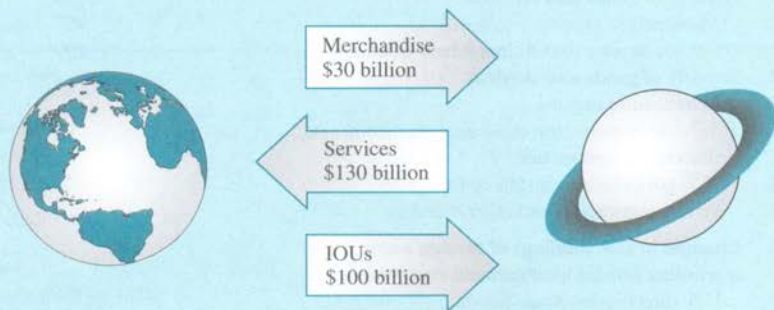 Merchandise
$30 billion
Services
$130 billion
IOUs
$100 billion